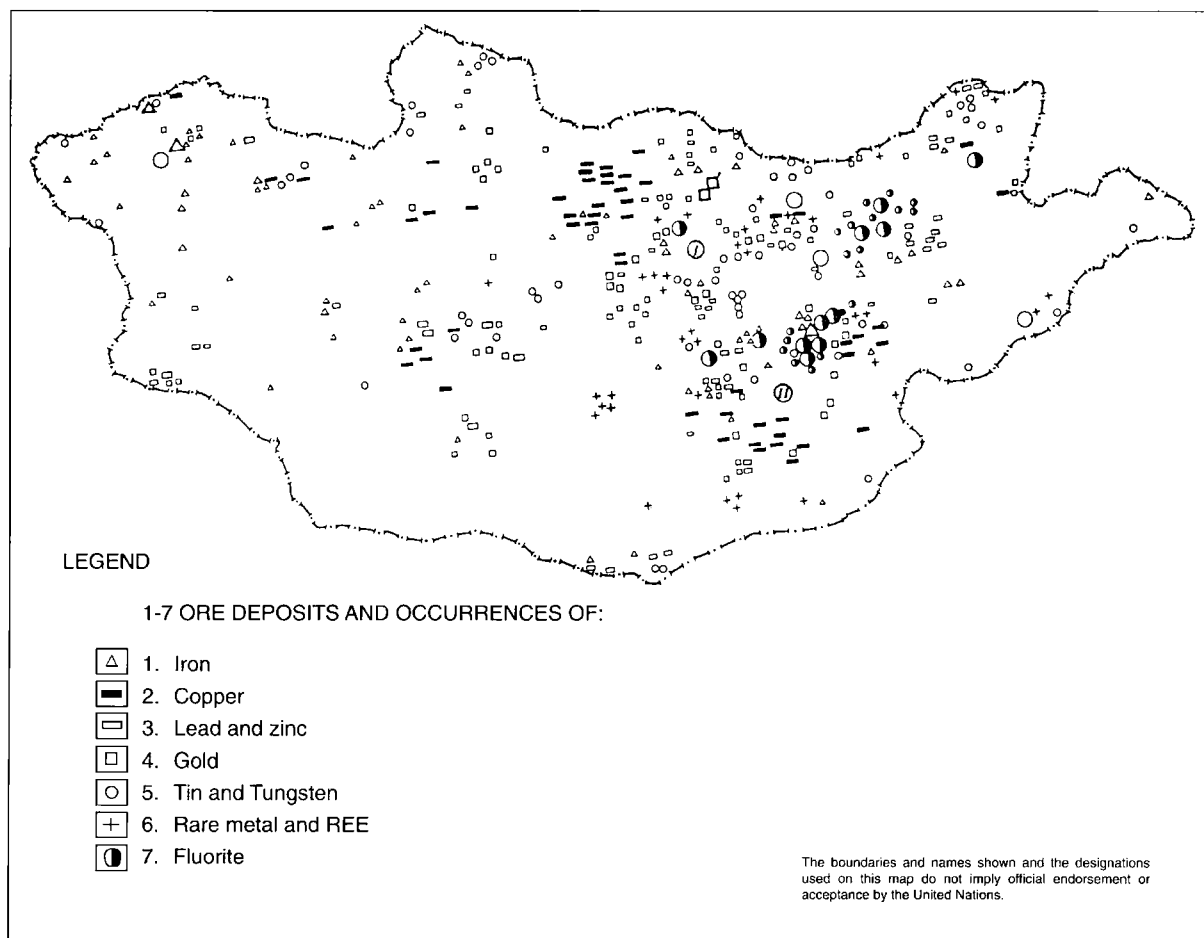 LEGEND
1-7 ORE DEPOSITS AND OCCURRENCES OF:
1. Iron
2. Copper
3. Lead and zinc
4. Gold
5. Tin and Tungsten
6. Rare metal and REE
7. Fluorite
The boundaries and names shown and the designations
used on this map do not imply official endorsement or
acceptance by the United Nations.